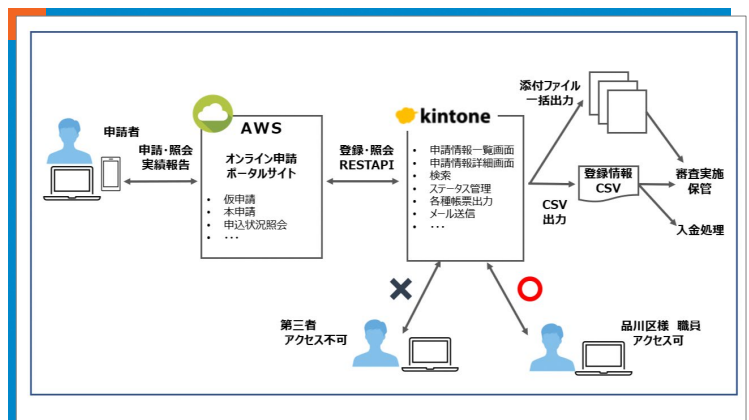 申請者
申請・照会
実績報告
AWS
オンライン申請
ポータルサイト
• 仮申請
• 本申請
• 申込状況照会
• ･･･
登録・照会
RESTAPI
kintone
• 申請情報一覧画面
• 申請情報詳細画面
• 検索
• ステータス管理
• 各種帳票出力
• メール送信
• ･･･
添付ファイル
一括出力
CSV
出力
登録情報
CSV
審査実施
保管
入金処理
第三者
アクセス不可
品川区様 職員
アクセス可